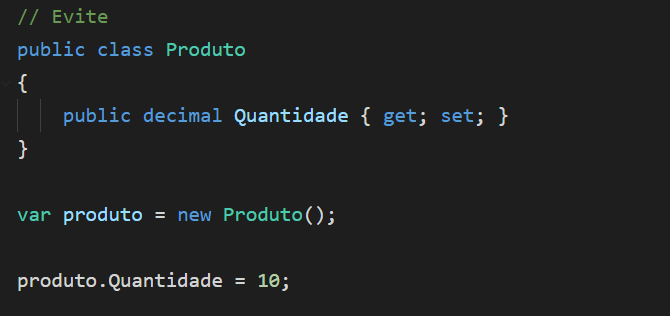 // Evite
public class Produto
{
public decimal Quantidade { get; set; }
}
var produto = new Produto();
produto.Quantidade = 10;